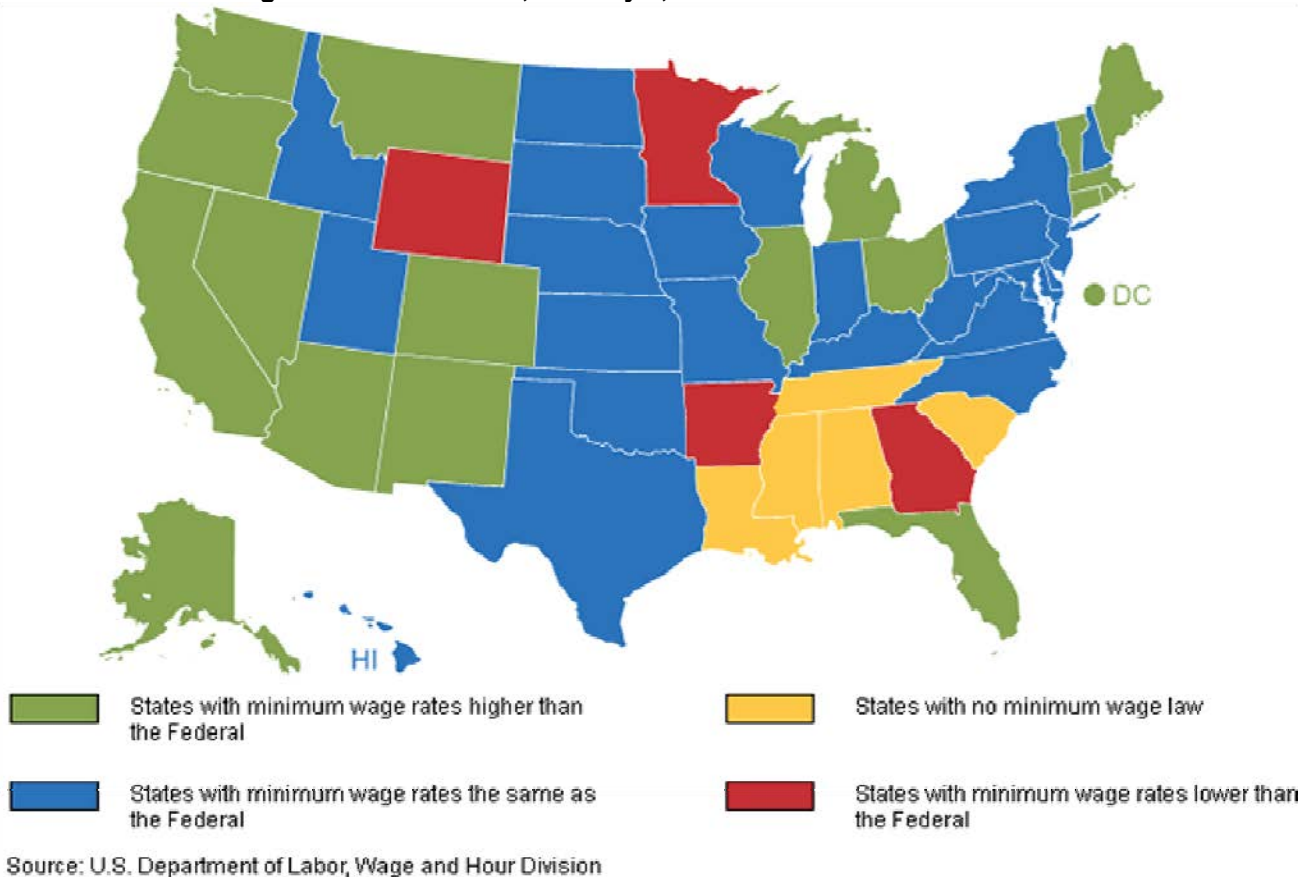 DC
HI
States with minimum wage rates higher than
the Federal
States with no minimum wage law
States with minimum wage rates the same as
the Federal
States with minimum wage rates lower than
the Federal
Source: U.S. Department of Labor, Wage and Hour Division